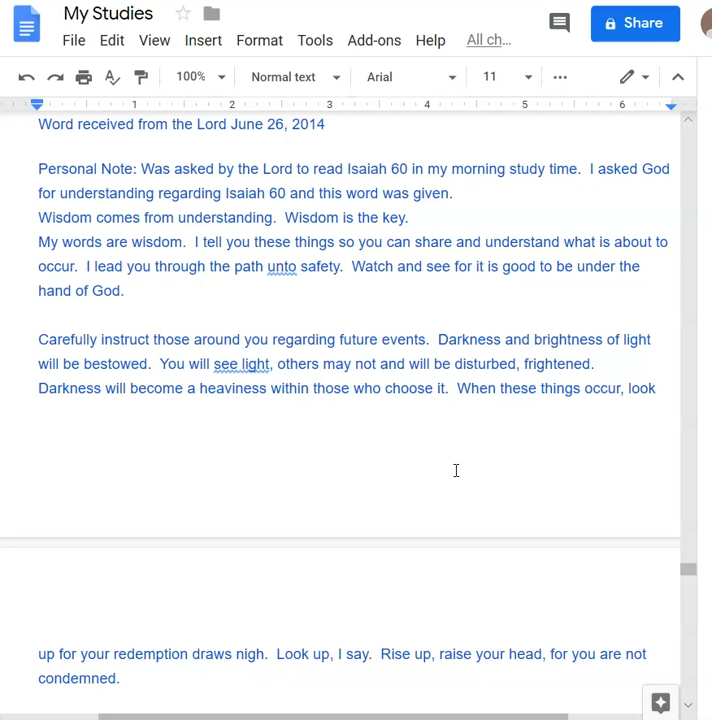 My Studies
File Edit View Insert Format Tools Add-ons Help All ch...
Share
100% Normal text Arial 11
1 2 3 4 5 6
Word received from the Lord June 26, 2014
Personal Note: Was asked by the Lord to read Isaiah 60 in my morning study time. I asked God
for understanding regarding Isaiah 60 and this word was given.
Wisdom comes from understanding. Wisdom is the key.
My words are wisdom. I tell you these things so you can share and understand what is about to
occur. I lead you through the path unto safety. Watch and see for it is good to be under the
hand of God.
Carefully instruct those around you regarding future events. Darkness and brightness of light
will be bestowed. You will see light, others may not and will be disturbed, frightened.
Darkness will become a heaviness within those who choose it. When these things occur, look
up for your redemption draws nigh. Look up, I say. Rise up, raise your head, for you are not
condemned.